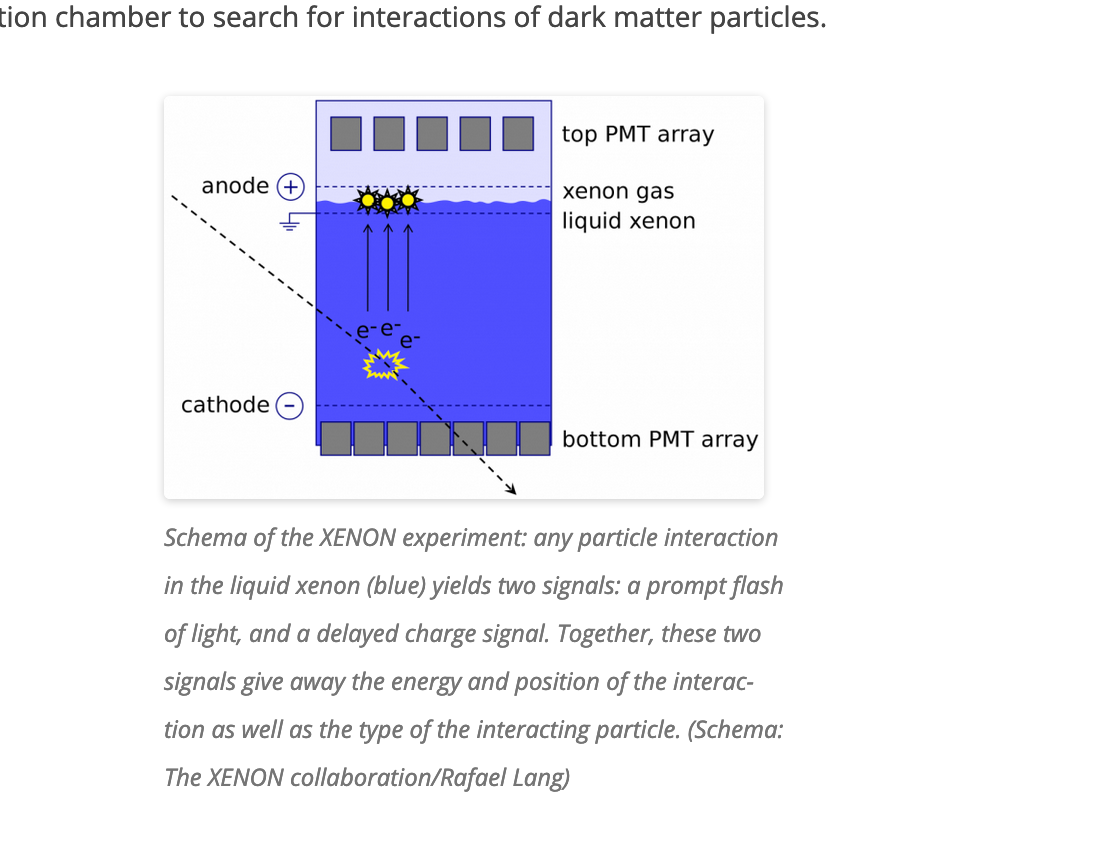 tion chamber to search for interactions of dark matter particles.
top PMT array
anode +
xenon gas
liquid xenon
e- e- e-
cathode -
bottom PMT array
Schema of the XENON experiment: any particle interaction
in the liquid xenon (blue) yields two signals: a prompt flash
of light, and a delayed charge signal. Together, these two
signals give away the energy and position of the interac-
tion as well as the type of the interacting particle. (Schema:
The XENON collaboration/Rafael Lang)